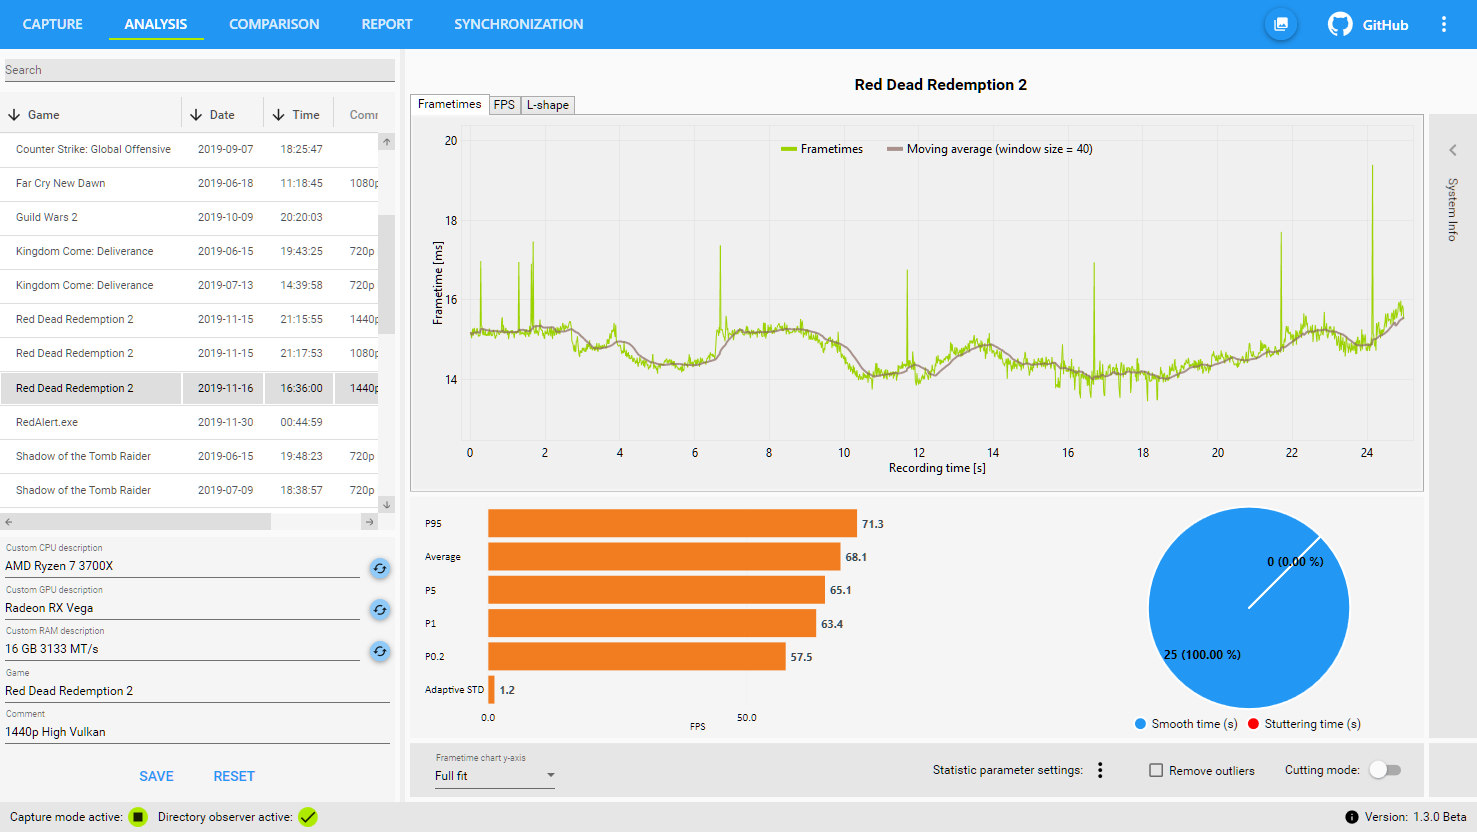 CAPTURE ANALYSIS COMPARISON REPORT SYNCHRONIZATION GitHub
Search
Game Date Time Comm
Counter Strike: Global Offensive 2019-09-07 18:25:47
Far Cry New Dawn 2019-06-18 11:18:45 1080p
Guild Wars 2 2019-10-09 20:20:03
Kingdom Come: Deliverance 2019-06-15 19:43:25 720p
Kingdom Come: Deliverance 2019-07-13 14:39:58 720p
Red Dead Redemption 2 2019-11-15 21:15:55 1440p
Red Dead Redemption 2 2019-11-15 21:17:53 1080p
Red Dead Redemption 2 2019-11-16 16:36:00 1440p
RedAlert.exe 2019-11-30 00:44:59
Shadow of the Tomb Raider 2019-06-15 19:48:23 720p
Shadow of the Tomb Raider 2019-07-09 18:38:57 720p
Custom CPU description
AMD Ryzen 7 3700X
Custom GPU description
Radeon RX Vega
Custom RAM description
16 GB 3133 MT/s
Game
Red Dead Redemption 2
Comment
1440p High Vulkan
SAVE RESET
Red Dead Redemption 2
Frametimes FPS L-shape
Frametimes Moving average (window size = 40)
Frametime [ms]
20
18
16
14
0 2 4 6 8 10 12 14 16 18 20 22 24
Recording time [s]
System Info
P95 71.3
Average 68.1
P5 65.1
P1 63.4
P0.2 57.5
Adaptive STD 1.2
0.0 50.0
FPS
0 (0.00 %)
25 (100.00 %)
Smooth time (s) Stuttering time (s)
Frametime chart y-axis
Full fit
Statistic parameter settings: Remove outliers Cutting mode:
Capture mode active: Directory observer active: Version: 1.3.0 Beta